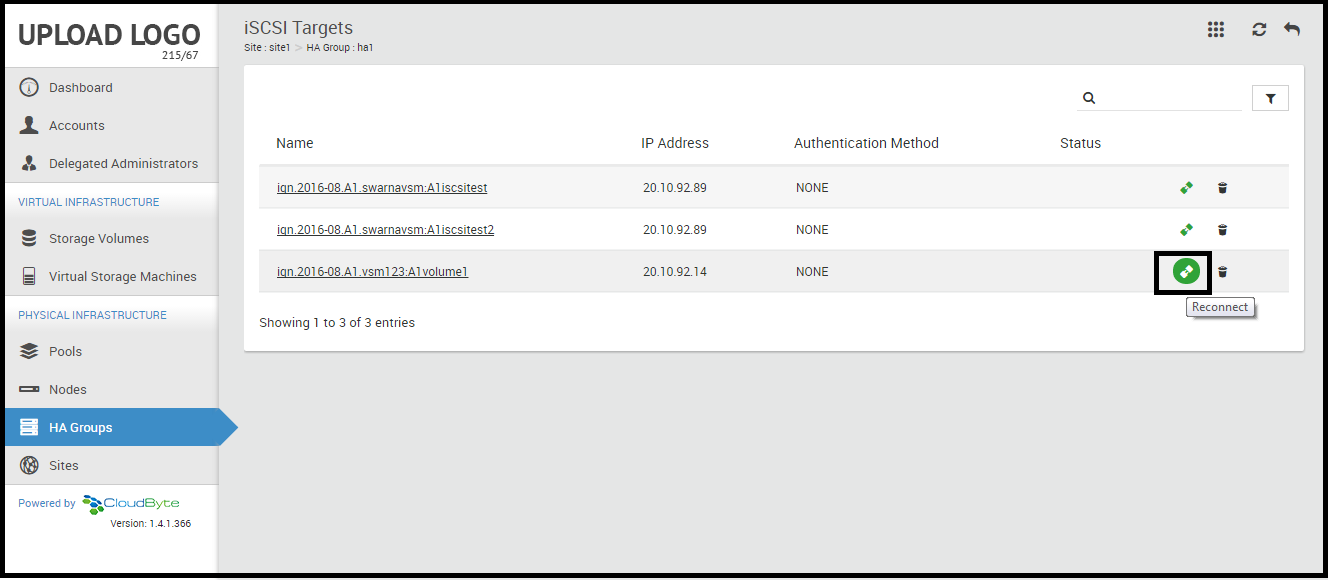 UPLOAD LOGO
215/67
Dashboard
Accounts
Delegated Administrators
VIRTUAL INFRASTRUCTURE
Storage Volumes
Virtual Storage Machines
PHYSICAL INFRASTRUCTURE
Pools
Nodes
HA Groups
Sites
Powered by CloudByte
Version: 1.4.1.366
iSCSI Targets
Site : site1 > HA Group : ha1
Name IP Address Authentication Method Status
iqn.2016-08.A1.swarnavsm:A1iscsitest 20.10.92.89 NONE
iqn.2016-08.A1.swarnavsm:A1iscsitest2 20.10.92.89 NONE
iqn.2016-08.A1.vsm123:A1volume1 20.10.92.14 NONE
Reconnect
Showing 1 to 3 of 3 entries